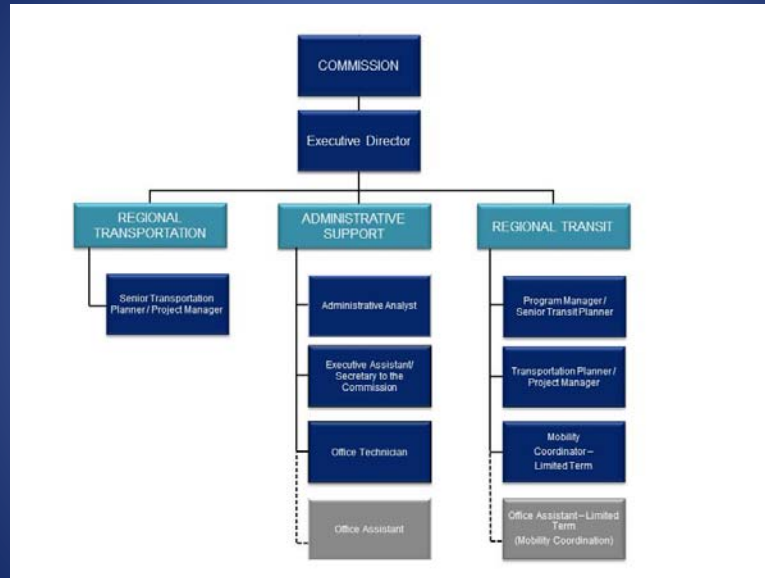 COMMISSION
Executive Director
REGIONAL
TRANSPORTATION
ADMINISTRATIVE
SUPPORT
REGIONAL TRANSIT
Senior Transportation
Planner / Project Manager
Administrative Analyst
Program Manager /
Senior Transit Planner
Executive Assistant/
Secretary to the
Commission
Transportation Planner /
Project Manager
Office Technician
Mobility
Coordinator–
Limited Term
Office Assistant
Office Assistant–Limited
Term
(Mobility Coordination)